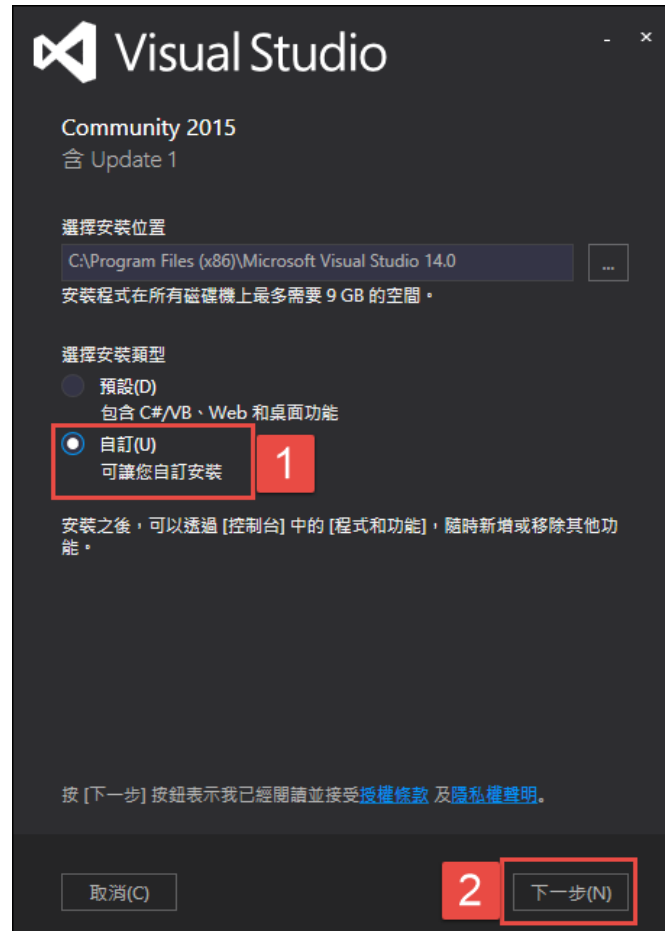 Visual Studio
Community 2015
含 Update 1
選擇安裝位置
C:\Program Files (x86)\Microsoft Visual Studio 14.0
...
安裝程式在所有磁碟機上最多需要 9 GB 的空間。
選擇安裝類型
預設(D)
包含 C#/VB、Web 和桌面功能
自訂(U)
可讓您自訂安裝
1
安裝之後，可以透過 [控制台] 中的 [程式和功能]，隨時新增或移除其他功
能。
按 [下一步] 按鈕表示我已經閱讀並接受授權條款 及隱私權聲明。
取消(C)
2
下一步(N)